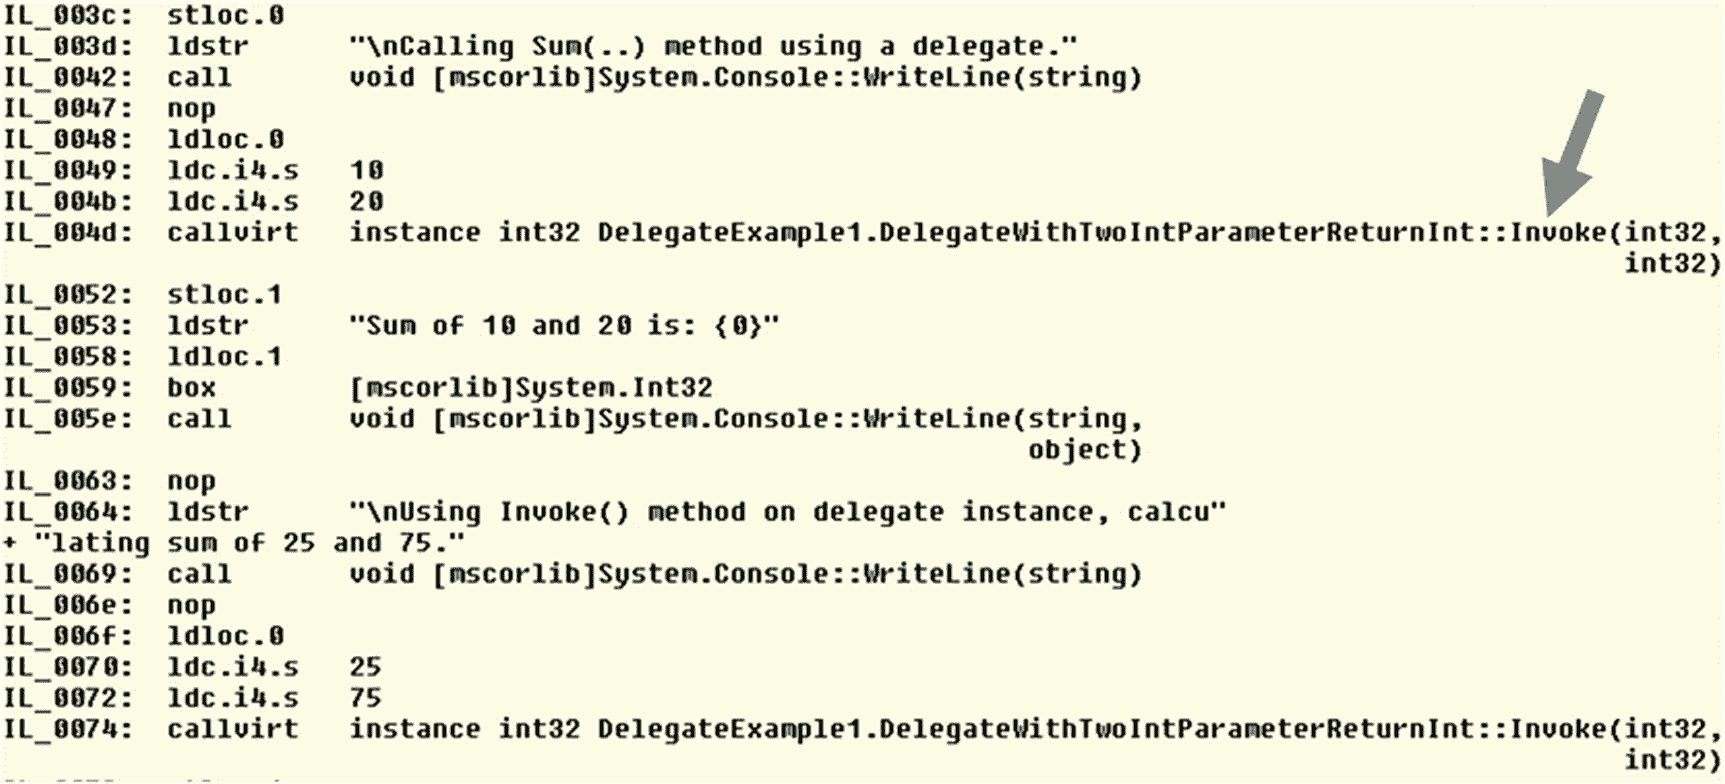 IL_003c:  stloc.0
IL_003d:  ldstr      "\nCalling Sum(..) method using a delegate."
IL_0042:  call       void [mscorlib]System.Console::WriteLine(string)
IL_0047:  nop
IL_0048:  ldloc.0
IL_0049:  ldc.i4.s   10
IL_004b:  ldc.i4.s   20
IL_004d:  callvirt   instance int32 DelegateExample1.DelegateWithTwoIntParameterReturnInt::Invoke(int32,
int32)
IL_0052:  stloc.1
IL_0053:  ldstr      "Sum of 10 and 20 is: {0}"
IL_0058:  ldloc.1
IL_0059:  box        [mscorlib]System.Int32
IL_005e:  call       void [mscorlib]System.Console::WriteLine(string,
object)
IL_0063:  nop
IL_0064:  ldstr      "\nUsing Invoke() method on delegate instance, calcu"
+ "lating sum of 25 and 75."
IL_0069:  call       void [mscorlib]System.Console::WriteLine(string)
IL_006e:  nop
IL_006f:  ldloc.0
IL_0070:  ldc.i4.s   25
IL_0072:  ldc.i4.s   75
IL_0074:  callvirt   instance int32 DelegateExample1.DelegateWithTwoIntParameterReturnInt::Invoke(int32,
int32)